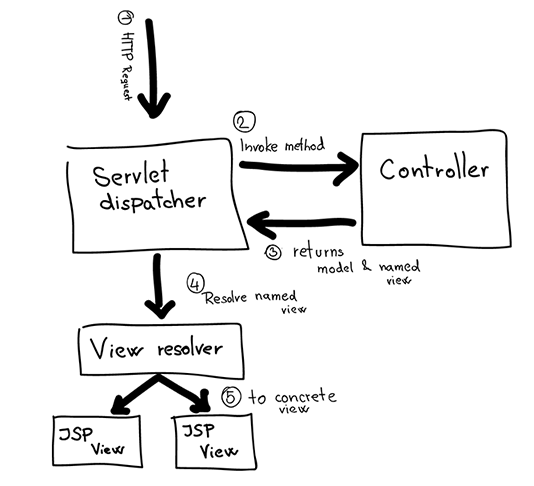 ① HTTP Request
②
Invoke method
Servlet
dispatcher
Controller
③ returns
model & named
view
④
Resolve named
view
View resolver
⑤ to concrete
view
JSP
View
JSP
View